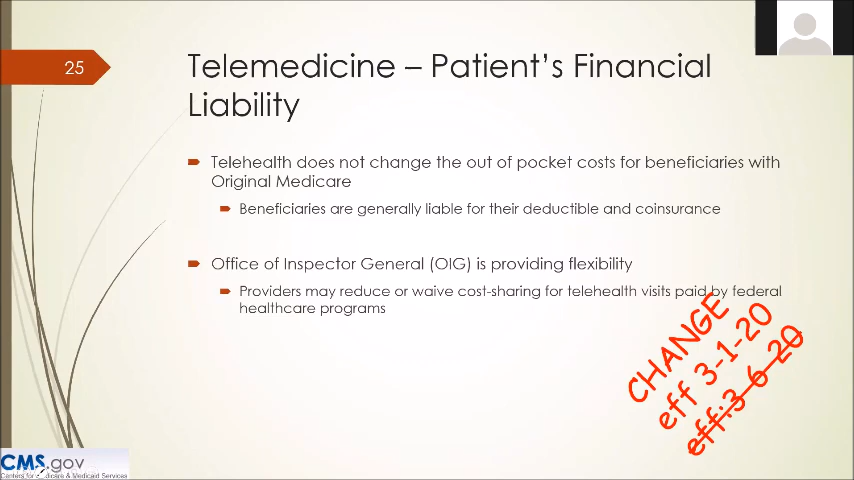 25
Telemedicine – Patient's Financial
Liability
Telehealth does not change the out of pocket costs for beneficiaries with
Original Medicare
Beneficiaries are generally liable for their deductible and coinsurance
Office of Inspector General (OIG) is providing flexibility
Providers may reduce or waive cost-sharing for telehealth visits paid by federal
healthcare programs
CHANGE
eff 3-1-20
eff:3-6-20
CMS.gov
Centers for Medicare & Medicaid Services